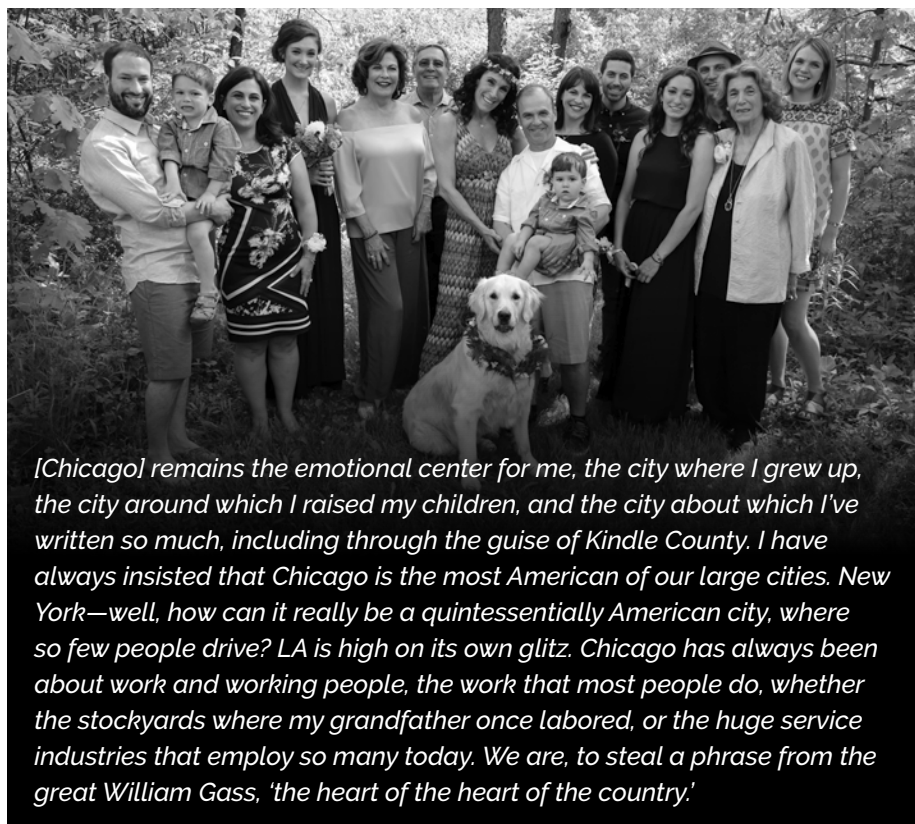 [Chicago] remains the emotional center for me, the city where I grew up,
the city around which I raised my children, and the city about which I’ve
written so much, including through the guise of Kindle County. I have
always insisted that Chicago is the most American of our large cities. New
York—well, how can it really be a quintessentially American city, where
so few people drive? LA is high on its own glitz. Chicago has always been
about work and working people, the work that most people do, whether
the stockyards where my grandfather once labored, or the huge service
industries that employ so many today. We are, to steal a phrase from the
great William Gass, ‘the heart of the heart of the country.’